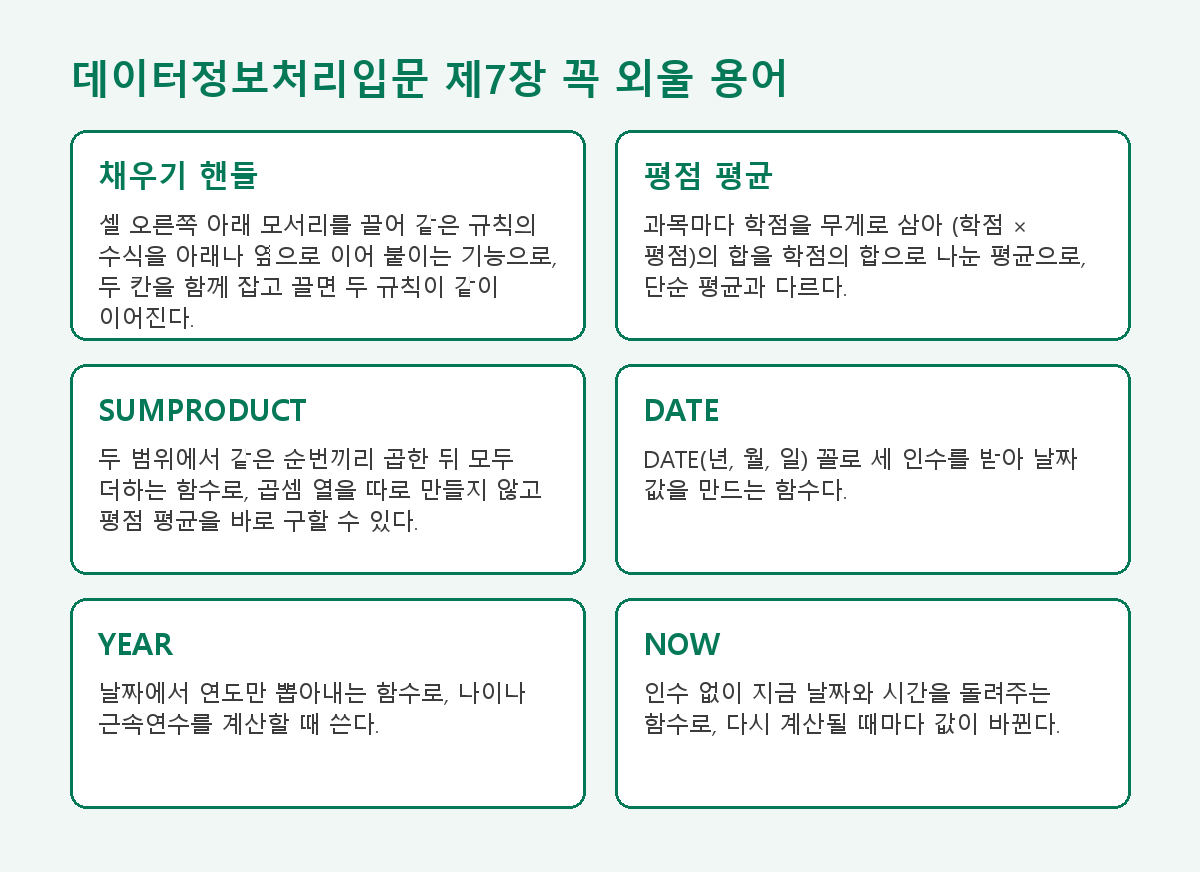 데이터정보처리입문 제7장 꼭 외울 용어
채우기 핸들
셀 오른쪽 아래 모서리를 끌어 같은 규칙의
수식을 아래나 옆으로 이어 붙이는 기능으로,
두 칸을 함께 잡고 끌면 두 규칙이 같이
이어진다.
평점 평균
과목마다 학점을 무게로 삼아 (학점 ×
평점)의 합을 학점의 합으로 나눈 평균으로,
단순 평균과 다르다.
SUMPRODUCT
두 범위에서 같은 순번끼리 곱한 뒤 모두
더하는 함수로, 곱셈 열을 따로 만들지 않고
평점 평균을 바로 구할 수 있다.
DATE
DATE(년, 월, 일) 꼴로 세 인수를 받아 날짜
값을 만드는 함수다.
YEAR
날짜에서 연도만 뽑아내는 함수로, 나이나
근속연수를 계산할 때 쓴다.
NOW
인수 없이 지금 날짜와 시간을 돌려주는
함수로, 다시 계산될 때마다 값이 바뀐다.